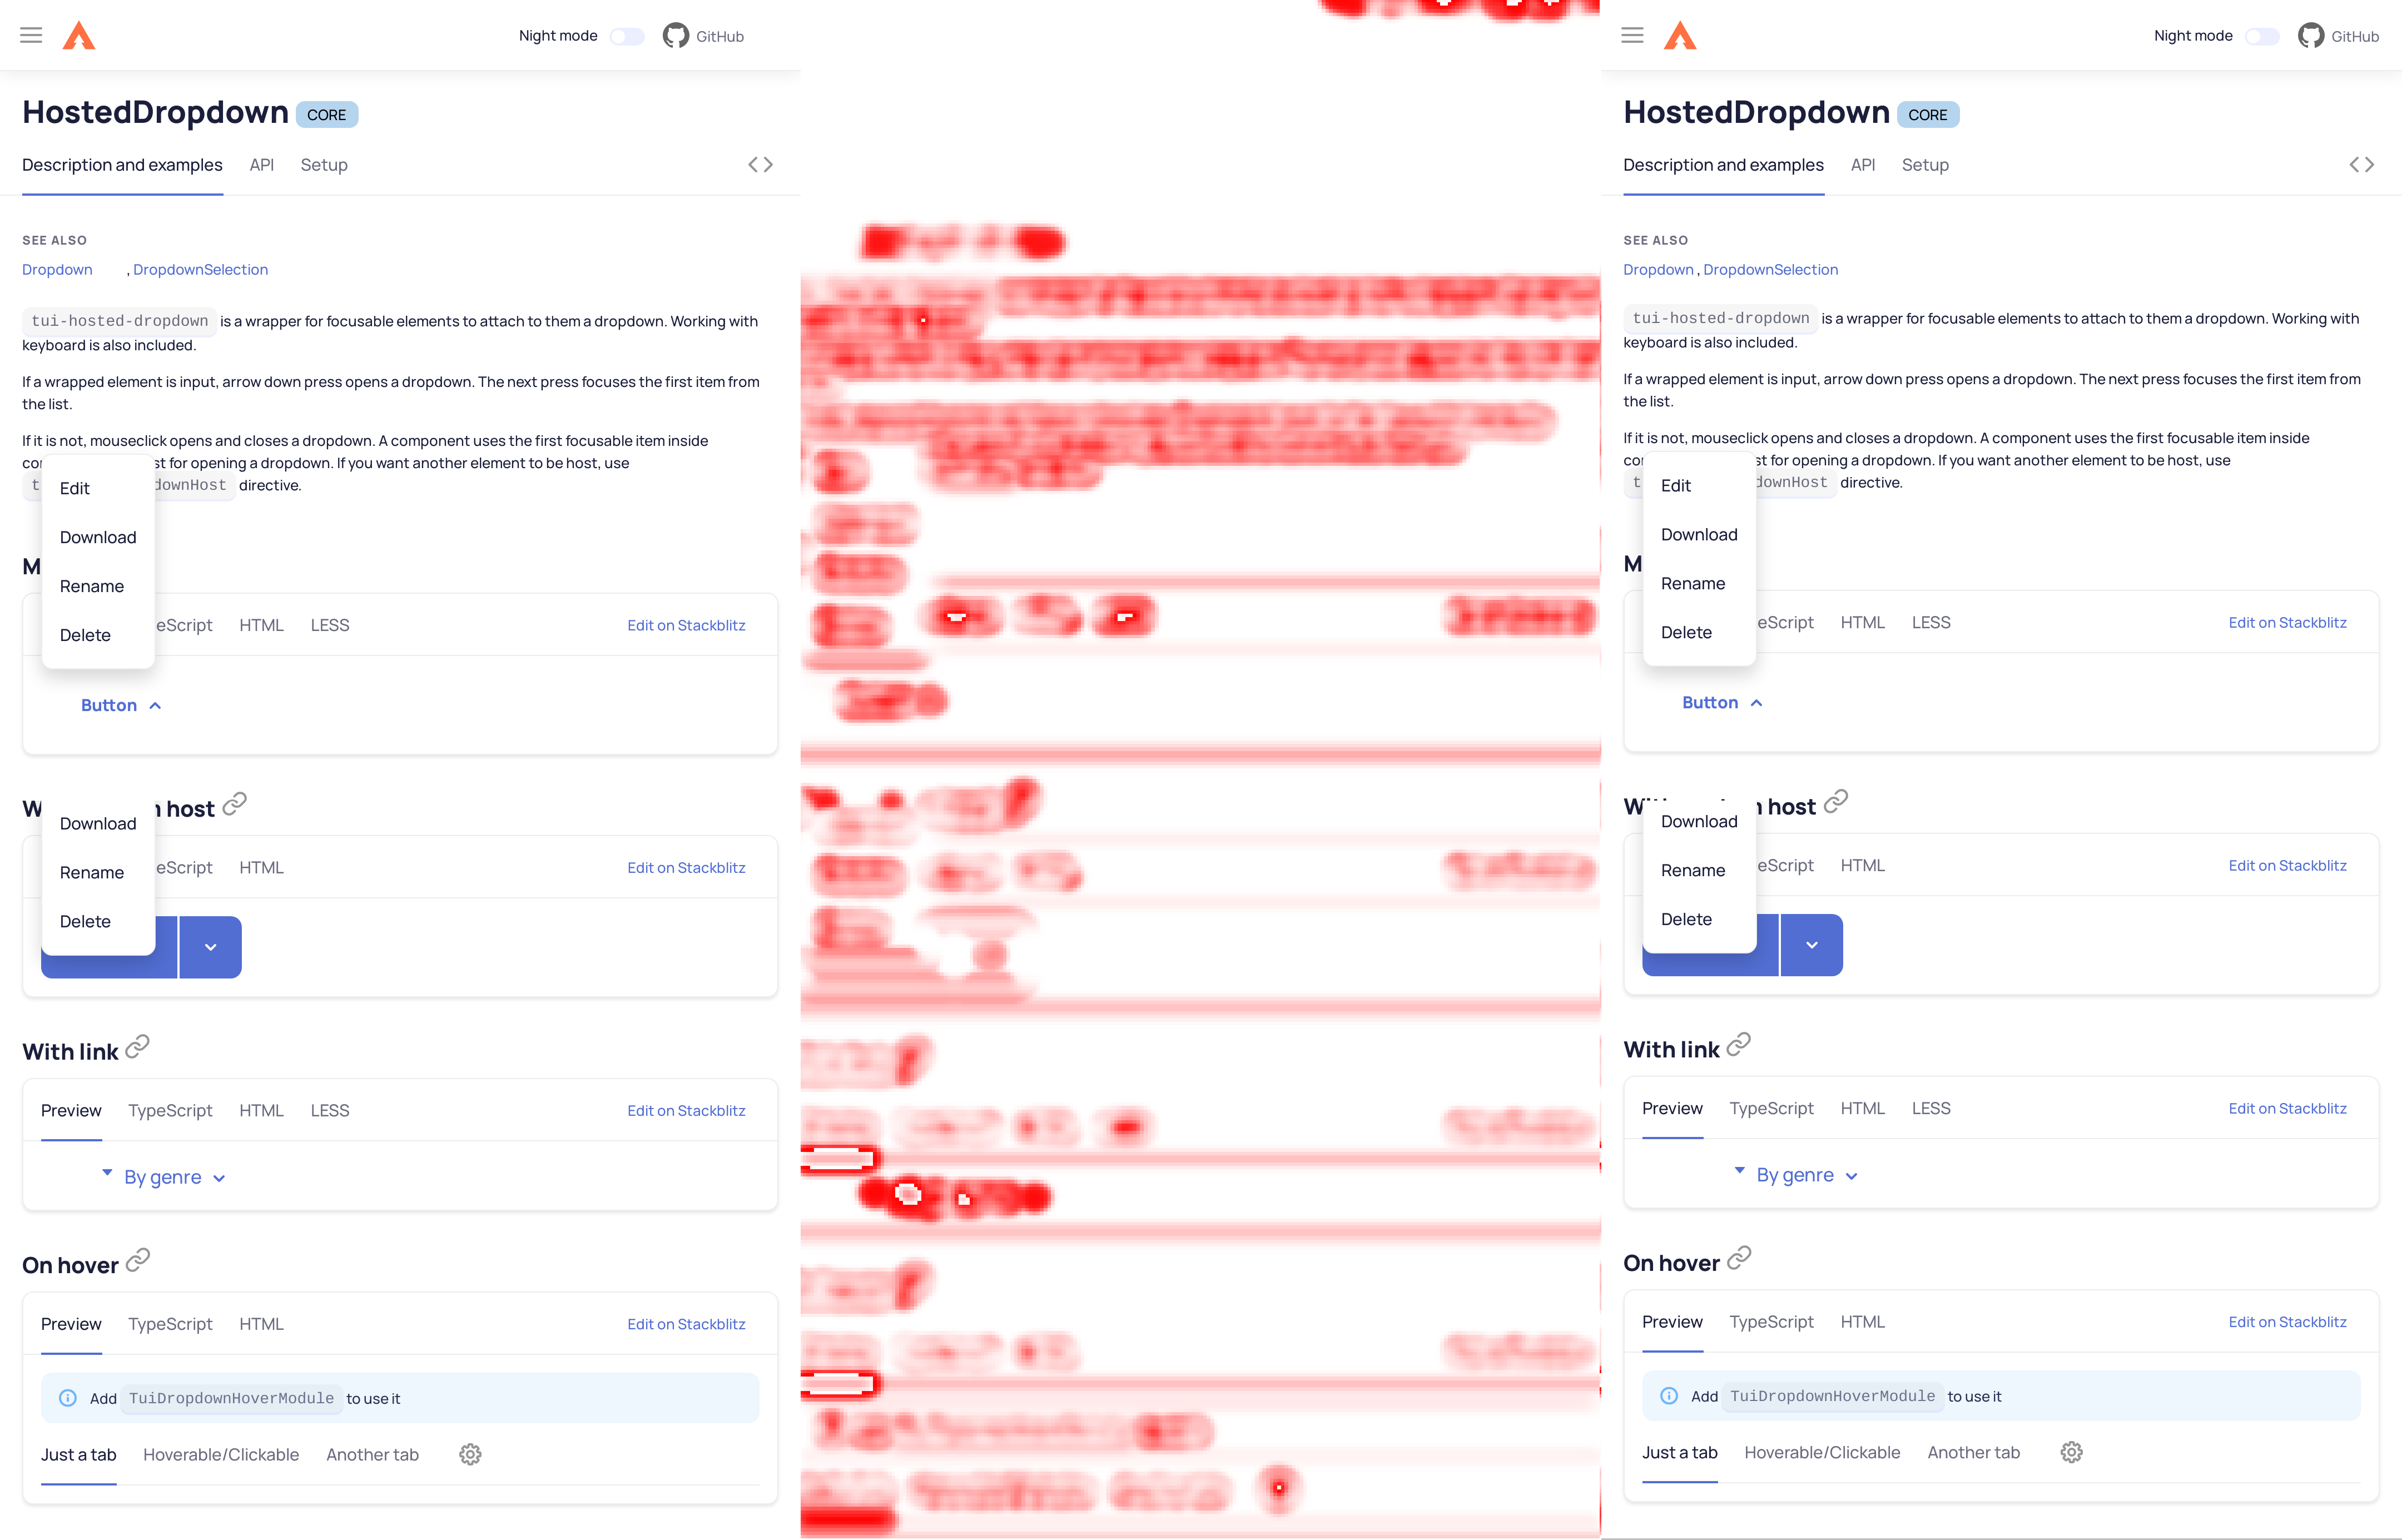 Night mode GitHub
HostedDropdown CORE
Description and examples API Setup
SEE ALSO
Dropdown , DropdownSelection
tui-hosted-dropdown is a wrapper for focusable elements to attach to them a dropdown. Working with
keyboard is also included.
If a wrapped element is input, arrow down press opens a dropdown. The next press focuses the first item from
the list.
If it is not, mouseclick opens and closes a dropdown. A component uses the first focusable item inside
for opening a dropdown. If you want another element to be host, use
downHost directive.
Edit
Download
Rename
Delete
eScript HTML LESS Edit on Stackblitz
Button
host
Download
Rename
Delete
eScript HTML Edit on Stackblitz
With link
Preview TypeScript HTML LESS Edit on Stackblitz
By genre
On hover
Preview TypeScript HTML Edit on Stackblitz
Add TuiDropdownHoverModule to use it
Just a tab Hoverable/Clickable Another tab
Night mode GitHub
HostedDropdown CORE
Description and examples API Setup
SEE ALSO
Dropdown , DropdownSelection
tui-hosted-dropdown is a wrapper for focusable elements to attach to them a dropdown. Working with
keyboard is also included.
If a wrapped element is input, arrow down press opens a dropdown. The next press focuses the first item from
the list.
If it is not, mouseclick opens and closes a dropdown. A component uses the first focusable item inside
for opening a dropdown. If you want another element to be host, use
downHost directive.
Edit
Download
Rename
Delete
eScript HTML LESS Edit on Stackblitz
Button
host
Download
Rename
Delete
eScript HTML Edit on Stackblitz
With link
Preview TypeScript HTML LESS Edit on Stackblitz
By genre
On hover
Preview TypeScript HTML Edit on Stackblitz
Add TuiDropdownHoverModule to use it
Just a tab Hoverable/Clickable Another tab